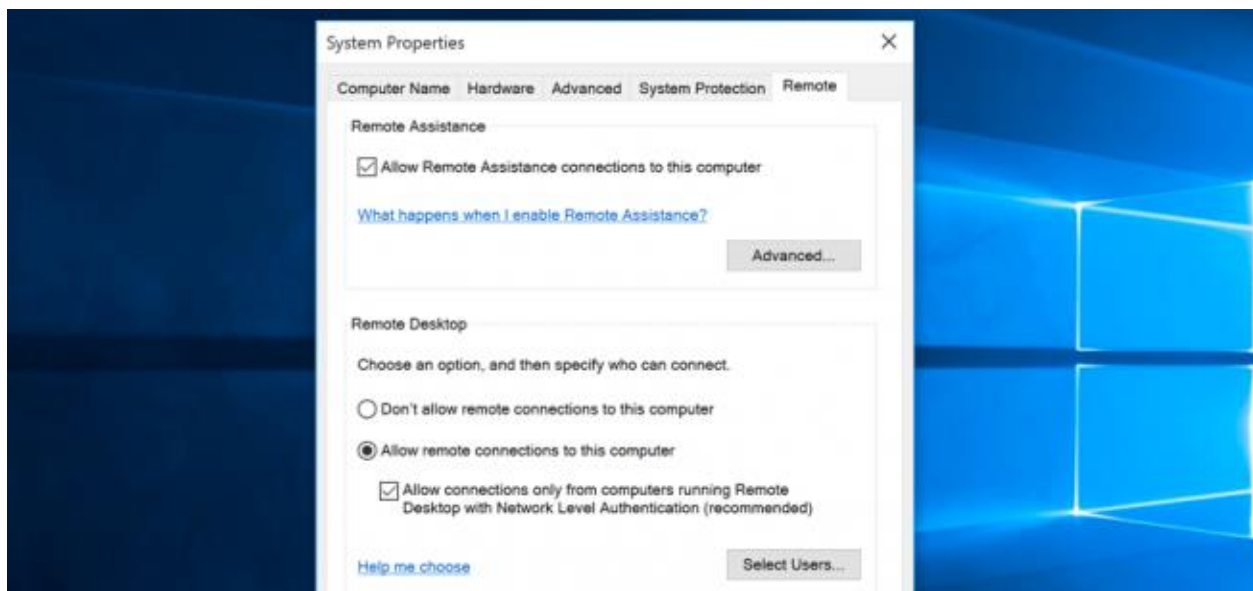 System Properties
Computer Name Hardware Advanced System Protection Remote
Remote Assistance
Allow Remote Assistance connections to this computer
What happens when I enable Remote Assistance?
Advanced...
Remote Desktop
Choose an option, and then specify who can connect.
Don't allow remote connections to this computer
Allow remote connections to this computer
Allow connections only from computers running Remote
Desktop with Network Level Authentication (recommended)
Help me choose
Select Users...